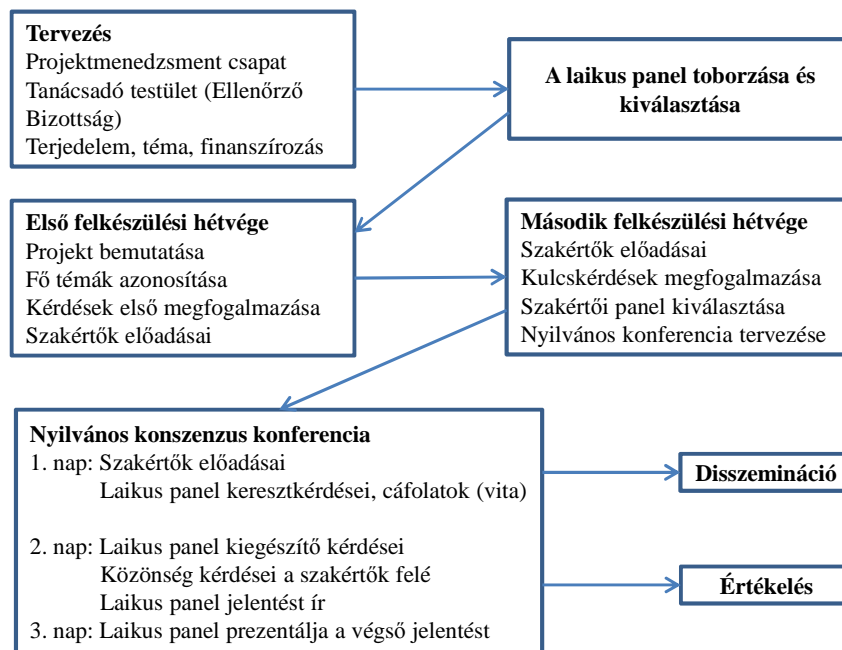 Tervezés
Projektmenedzsment csapat
Tanácsadó testület (Ellenőrző
Bizottság)
Terjedelem, téma, finanszírozás
A laikus panel toborzása és
kiválasztása
Első felkészülési hétvége
Projekt bemutatása
Fő témák azonosítása
Kérdések első megfogalmazása
Szakértők előadásai
Második felkészülési hétvége
Szakértők előadásai
Kulcskérdések megfogalmazása
Szakértői panel kiválasztása
Nyilvános konferencia tervezése
Nyilvános konszenzus konferencia
1. nap: Szakértők előadásai
Laikus panel keresztkérdései, cáfolatok (vita)
2. nap: Laikus panel kiegészítő kérdései
Közönség kérdései a szakértők felé
Laikus panel jelentést ír
3. nap: Laikus panel prezentálja a végső jelentést
Disszemináció
Értékelés